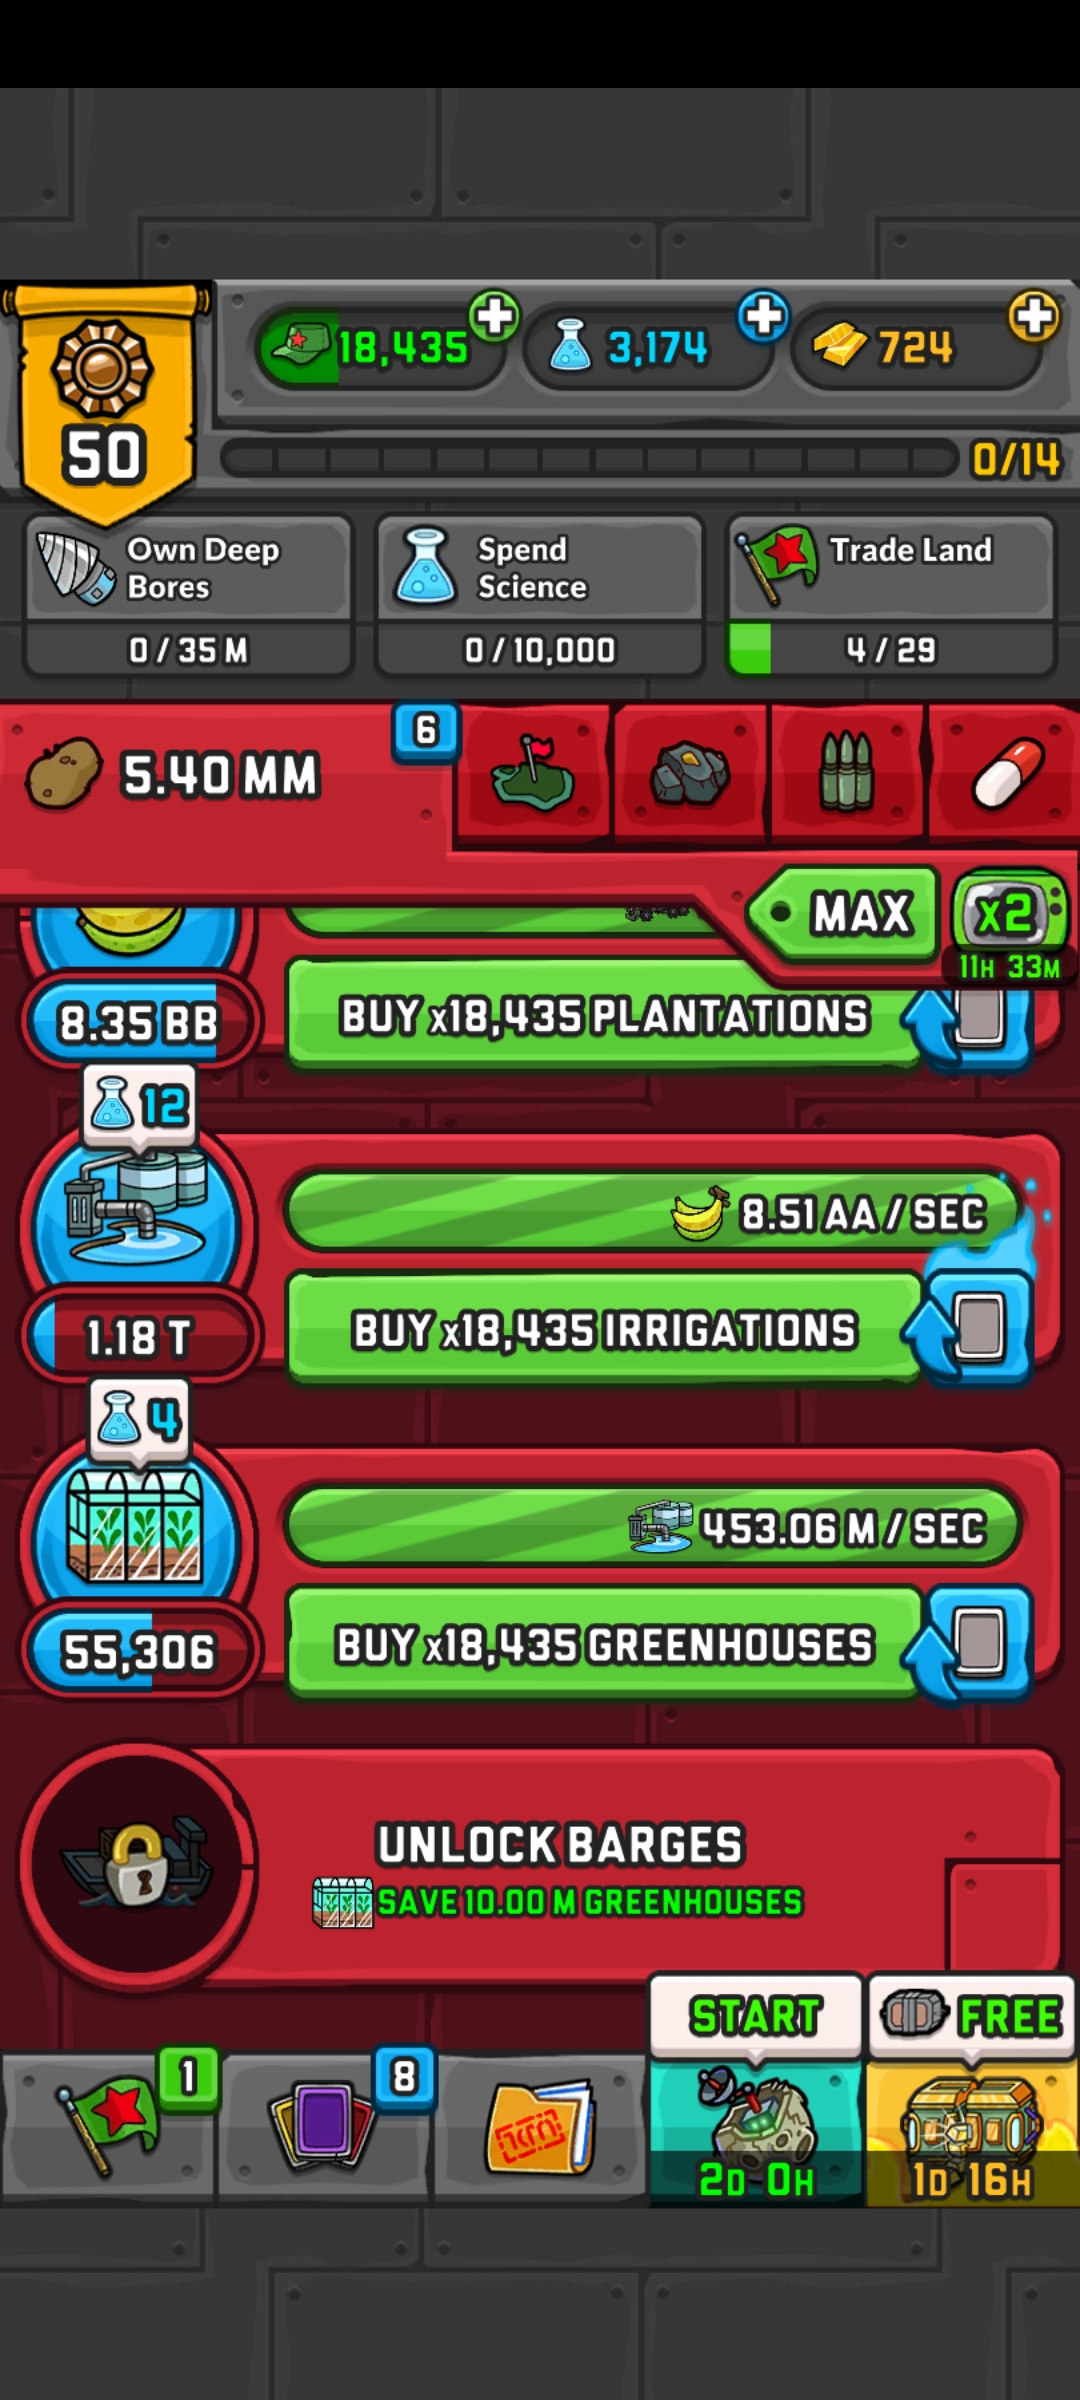 50
18,435
3,174
724
0/14
Own Deep
Bores
0 / 35 M
Spend
Science
0 / 10,000
Trade Land
4 / 29
5.40 MM
6
MAX
x2
11H 33M
8.35 BB
BUY x18,435 PLANTATIONS
12
8.51 AA / SEC
1.18 T
BUY x18,435 IRRIGATIONS
4
453.06 M / SEC
55,306
BUY x18,435 GREENHOUSES
UNLOCK BARGES
SAVE 10.00 M GREENHOUSES
START
FREE
1
8
2D 0H
1D 16H